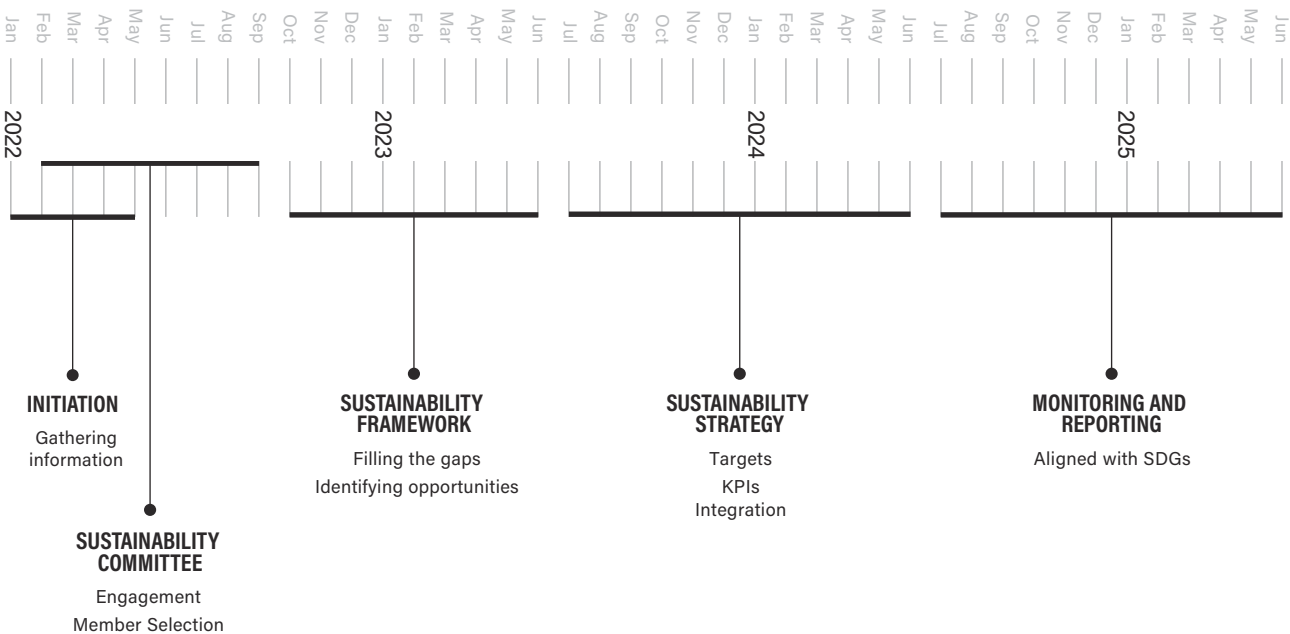 Jan
Feb
Mar
Apr
May
Jun
Jul
Aug
Sep
Oct
Nov
Dec
Jan
Feb
Mar
Apr
May
Jun
Jul
Aug
Sep
Oct
Nov
Dec
Jan
Feb
Mar
Apr
May
Jun
Jul
Aug
Sep
Oct
Nov
Dec
Jan
Feb
Mar
Apr
May
Jun
2022
2023
2024
2025
INITIATION
Gathering
information
SUSTAINABILITY
COMMITTEE
Engagement
Member Selection
SUSTAINABILITY
FRAMEWORK
Filling the gaps
Identifying opportunities
SUSTAINABILITY
STRATEGY
Targets
KPIs
Integration
MONITORING AND
REPORTING
Aligned with SDGs